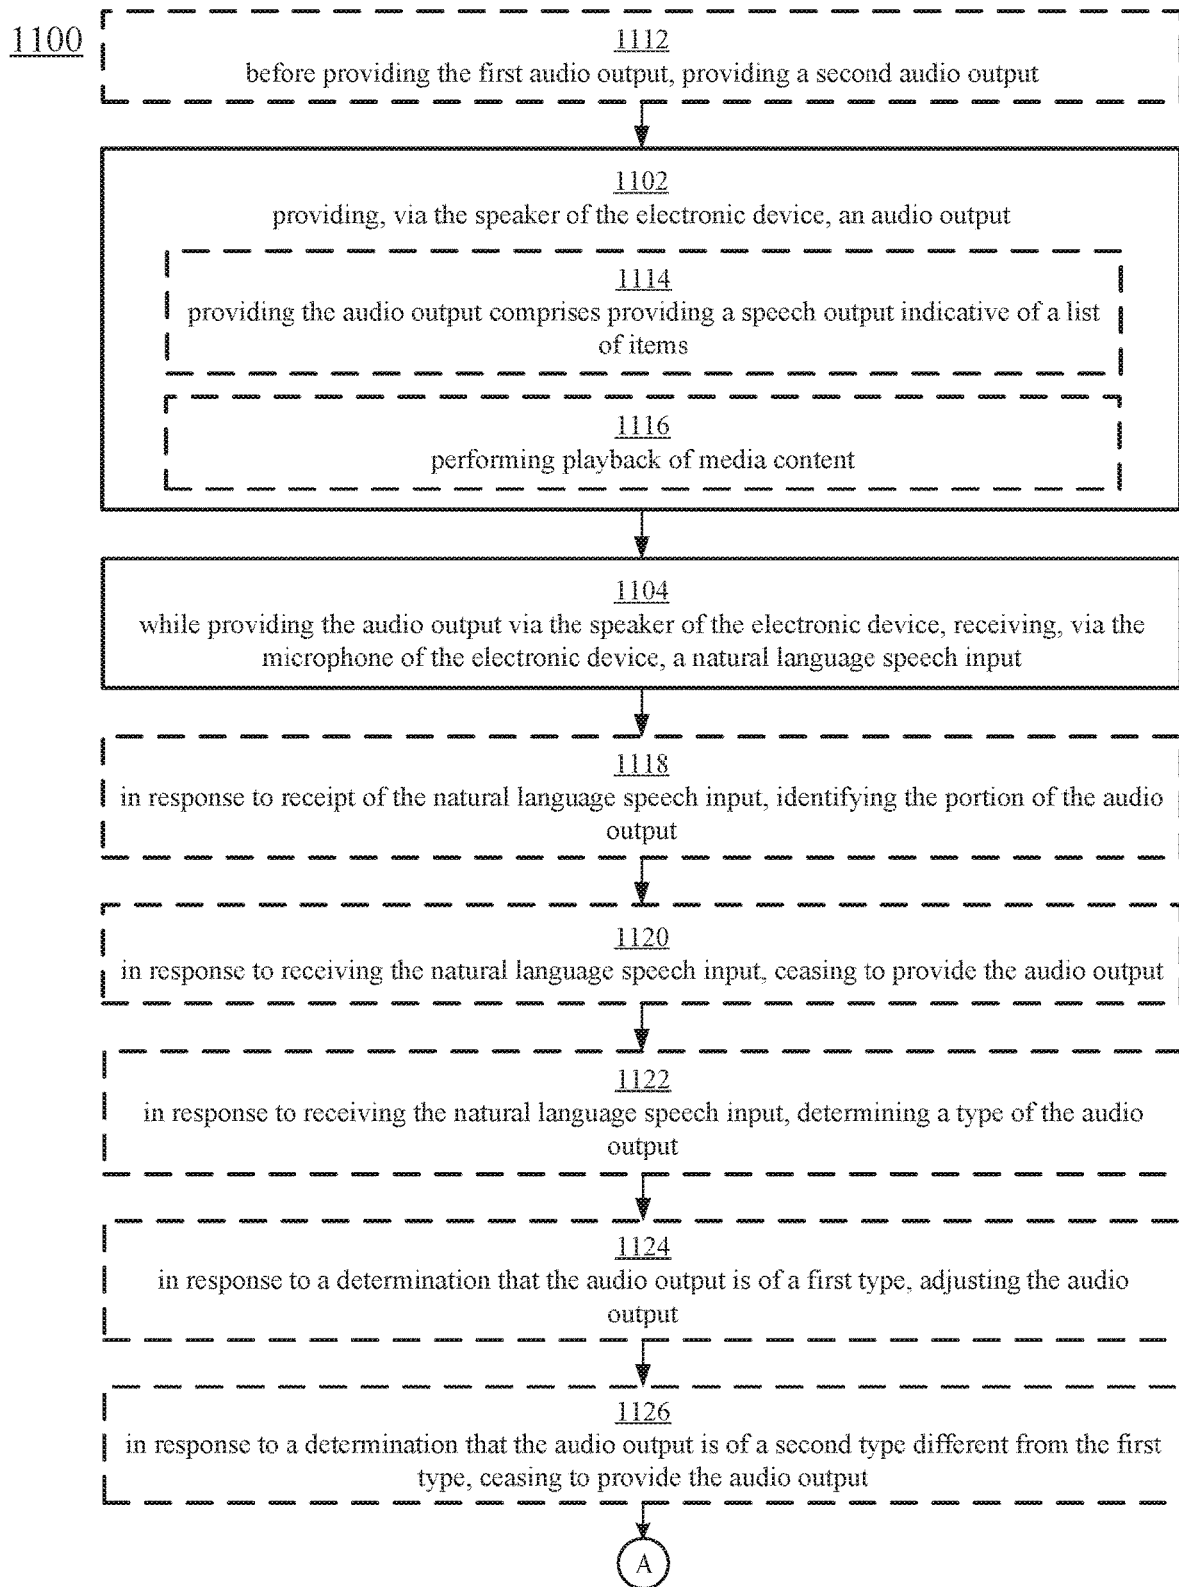 1100
1112
before providing the first audio output, providing a second audio output
1102
providing, via the speaker of the electronic device, an audio output
1114
providing the audio output comprises providing a speech output indicative of a list
of items
1116
performing playback of media content
1104
while providing the audio output via the speaker of the electronic device, receiving, via the
microphone of the electronic device, a natural language speech input
1118
in response to receipt of the natural language speech input, identifying the portion of the audio
output
1120
in response to receiving the natural language speech input, ceasing to provide the audio output
1122
in response to receiving the natural language speech input, determining a type of the audio
output
1124
in response to a determination that the audio output is of a first type, adjusting the audio
output
1126
in response to a determination that the audio output is of a second type different from the first
type, ceasing to provide the audio output
A